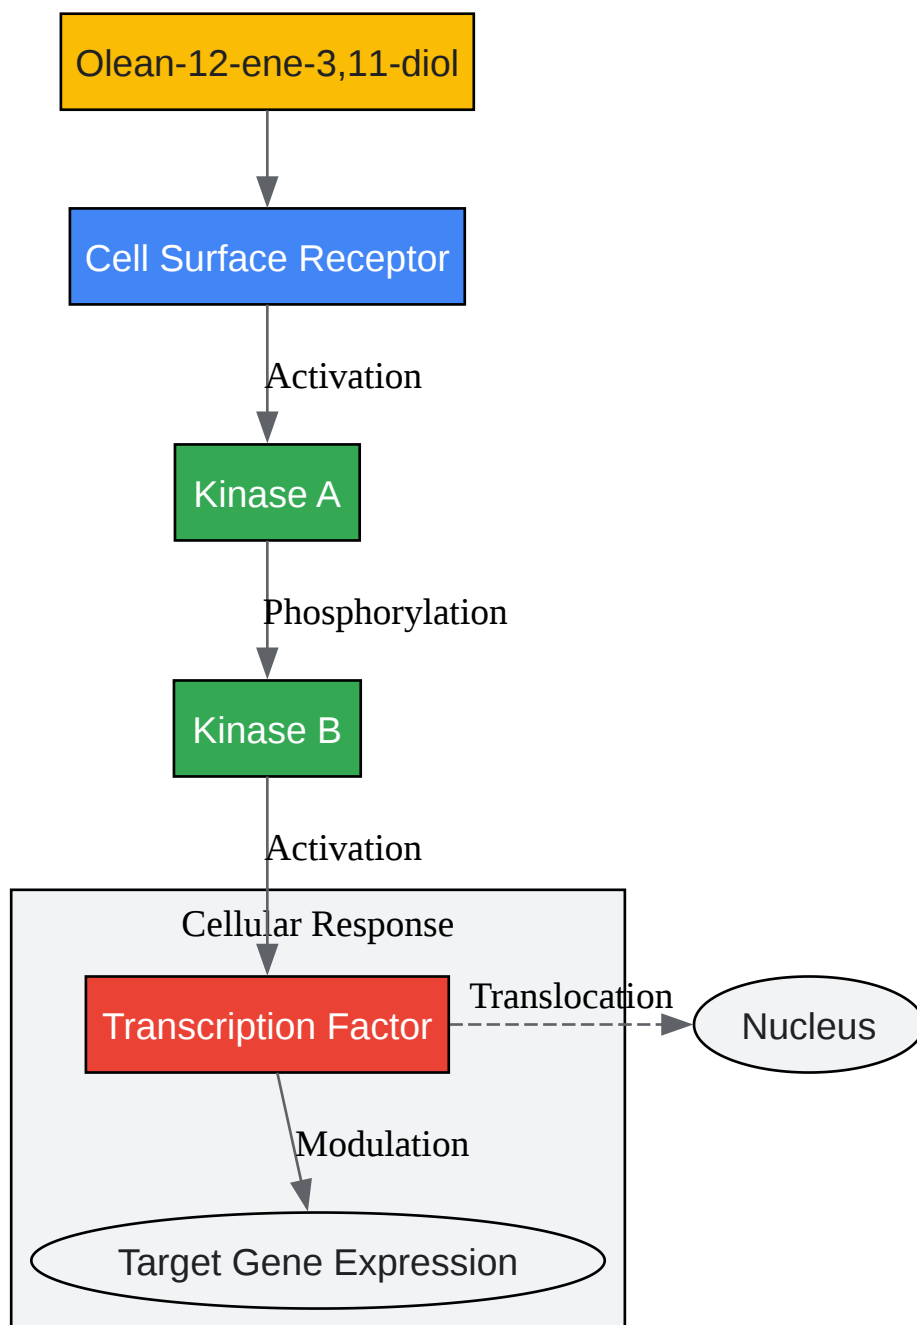 Olean-12-ene-3,11-diol
Cell Surface Receptor
Activation
Kinase A
Phosphorylation
Kinase B
Activation
Cellular Response
Transcription Factor
Translocation
Nucleus
Modulation
Target Gene Expression